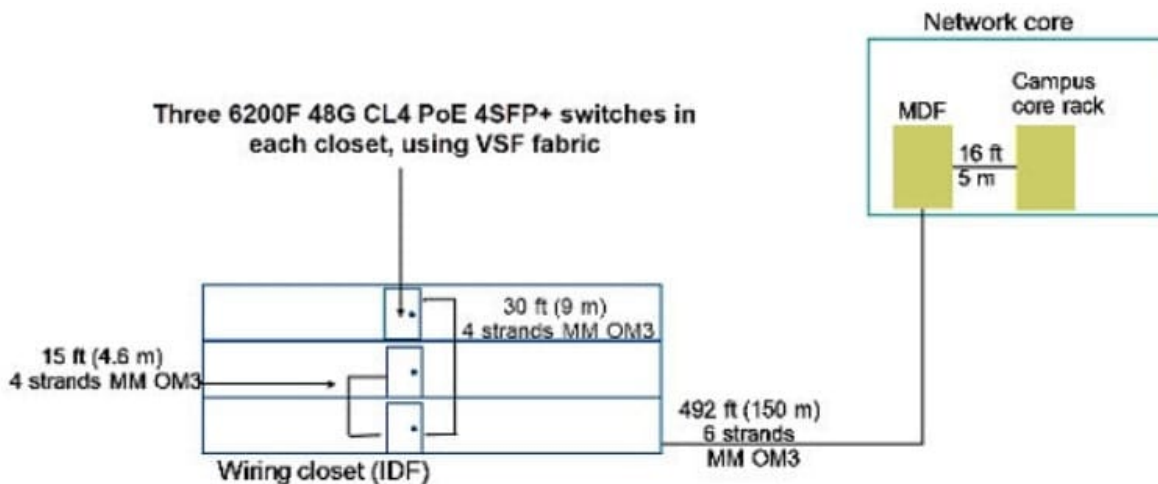 Network core
Three 6200F 48G CL4 PoE 4SFP+ switches in
each closet, using VSF fabric
MDF
Campus
core rack
16 ft
5 m
30 ft (9 m)
4 strands MM OM3
15 ft (4.6 m)
4 strands MM OM3
492 ft (150 m)
6 strands
MM OM3
Wiring closet (IDF)